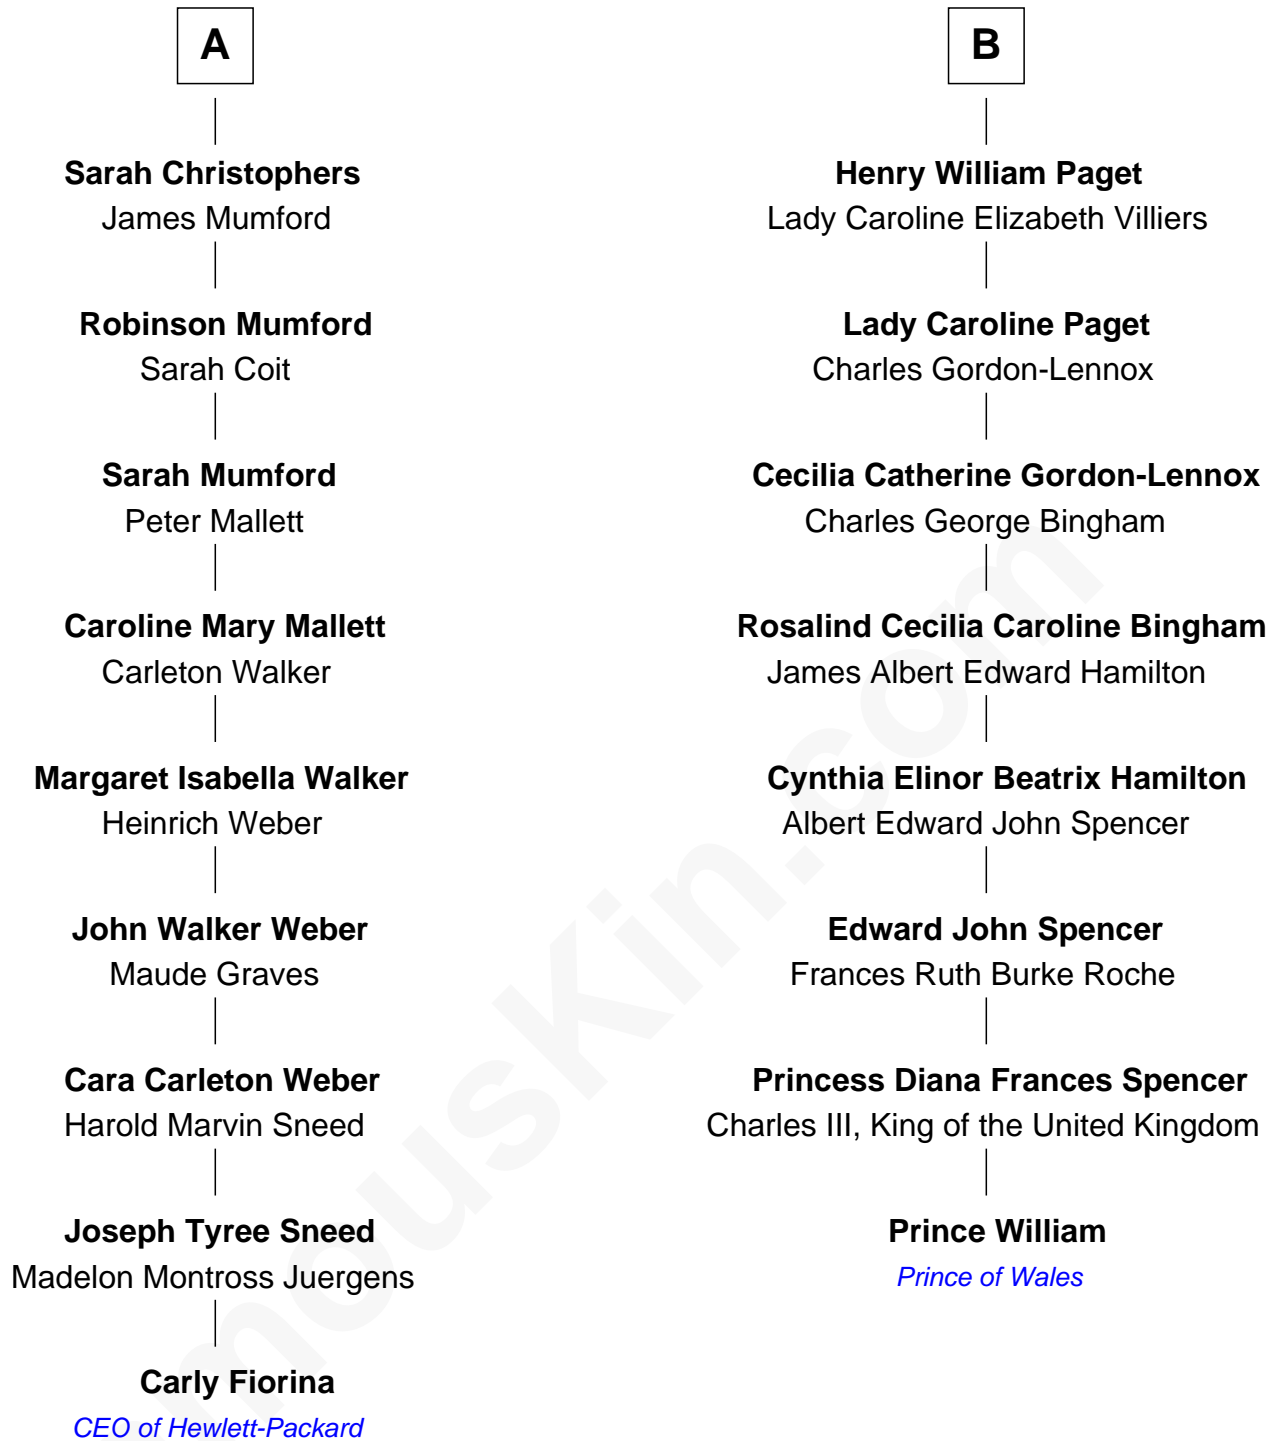 A
Sarah Christophers
James Mumford
Robinson Mumford
Sarah Coit
Sarah Mumford
Peter Mallett
Caroline Mary Mallett
Carleton Walker
Margaret Isabella Walker
Heinrich Weber
John Walker Weber
Maude Graves
Cara Carleton Weber
Harold Marvin Sneed
Joseph Tyree Sneed
Madelon Montross Juergens
Carly Fiorina
CEO of Hewlett-Packard
B
Henry William Paget
Lady Caroline Elizabeth Villiers
Lady Caroline Paget
Charles Gordon-Lennox
Cecilia Catherine Gordon-Lennox
Charles George Bingham
Rosalind Cecilia Caroline Bingham
James Albert Edward Hamilton
Cynthia Elinor Beatrix Hamilton
Albert Edward John Spencer
Edward John Spencer
Frances Ruth Burke Roche
Princess Diana Frances Spencer
Charles III, King of the United Kingdom
Prince William
Prince of Wales
mousKin.com